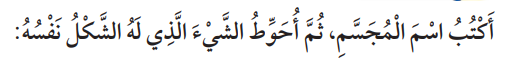 أَكْتُبُ اسْمَ الْمُجَسَّمِ، ثُمَّ أُحَوِّطُ الشَّيْءَ الَّذِي لَهُ الشَّكْلُ نَفْسُهُ: